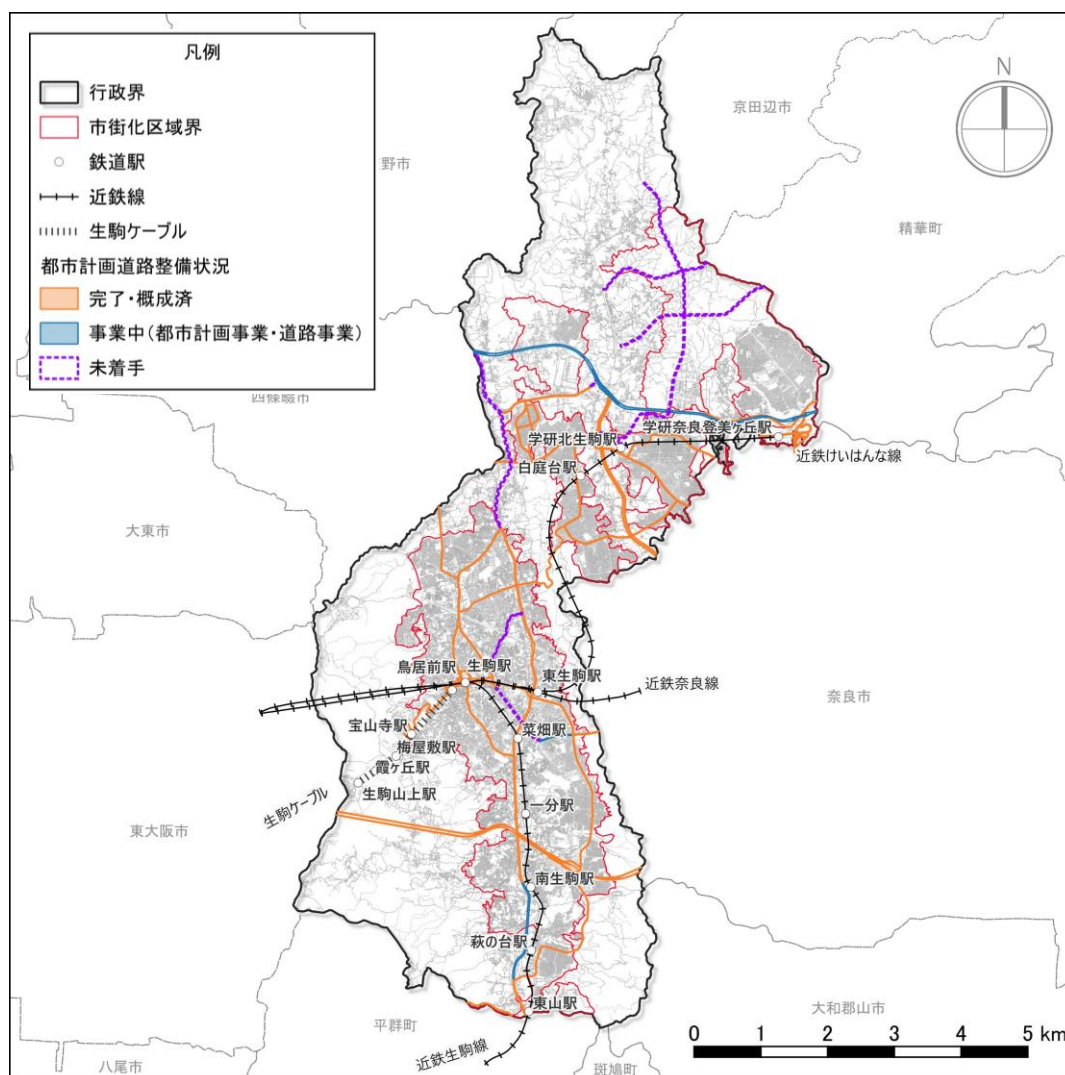 凡例
行政界
市街化区域界
鉄道駅
近鉄線
生駒ケーブル
都市計画道路整備状況
完了・概成済
事業中(都市計画事業・道路事業)
未着手
N
京田辺市
野市
精華町
四條畷市
学研奈良登美ヶ丘駅
学研北生駒駅
近鉄けいはんな線
白庭台駅
大東市
鳥居前駅
生駒駅
東生駒駅
近鉄奈良線
奈良市
宝山寺駅
菜畑駅
梅屋敷駅
霞ヶ丘駅
生駒山上駅
生駒ケーブル
一分駅
東大阪市
南生駒駅
萩の台駅
東山駅
大和郡山市
平群町
近鉄生駒線
八尾市
斑鳩町
0 1 2 3 4 5 km